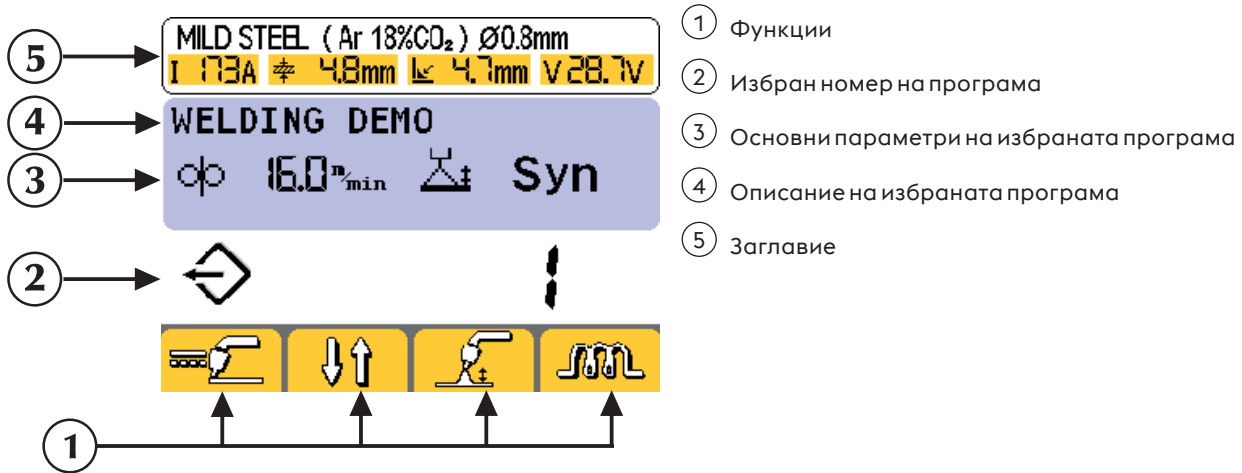 MILD STEEL (Ar 18%CO₂) Ø0.8mm
I 173A 4.8mm 4.7mm V 28.7V
WELDING DEMO
16.0 m/min Syn
1
5
4
3
2
1
1 Функции
2 Избран номер на програма
3 Основни параметри на избраната програма
4 Описание на избраната програма
5 Заглавие